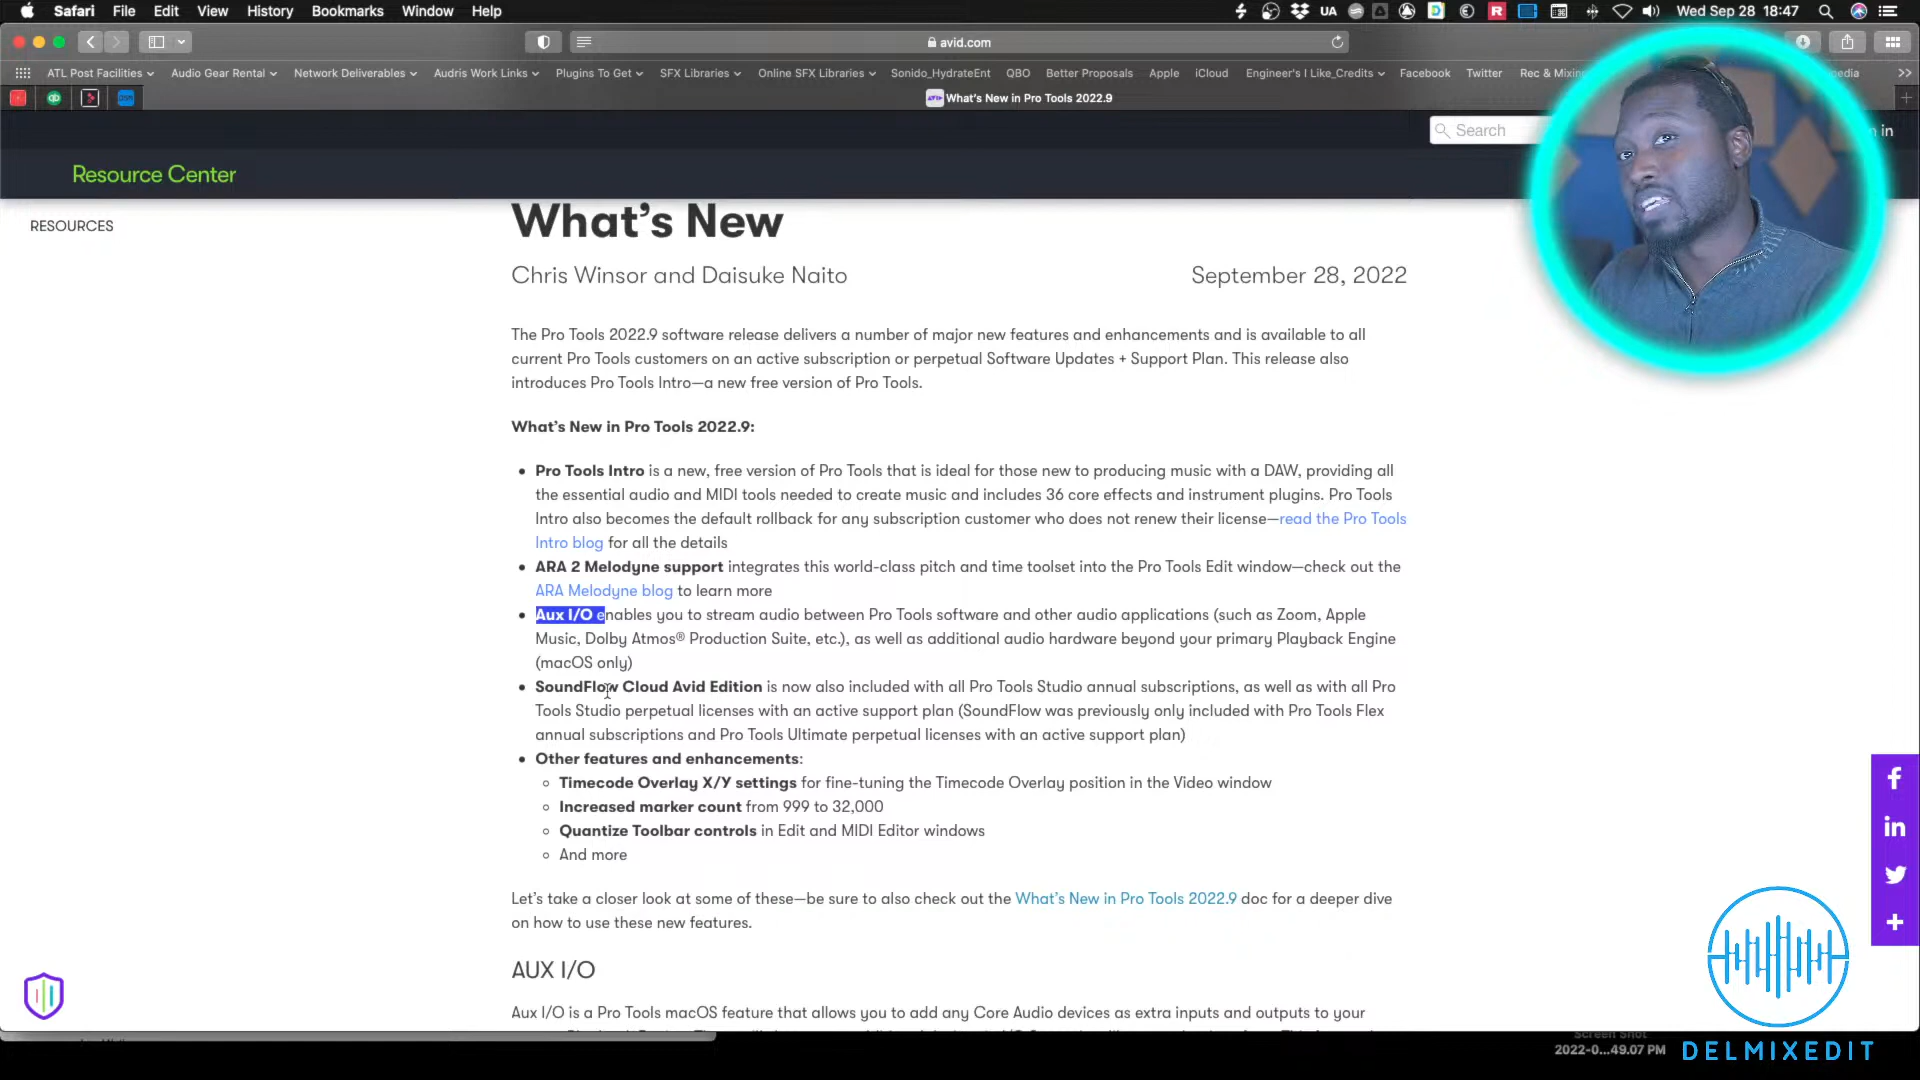 Safari File Edit View History Bookmarks Window Help
UA
Wed Sep 28 18:47
avid.com
ATL Post Facilities
Audio Gear Rental
Network Deliverables
Audris Work Links
Plugins To Get
SFX Libraries
Online SFX Libraries
Sonido_HydrateEnt
QBO
Better Proposals
Apple
iCloud
Engineer's I Like_Credits
Facebook
Twitter
What's New in Pro Tools 2022.9
Search
in
Resource Center
RESOURCES
What's New
Chris Winsor and Daisuke Naito
September 28, 2022
The Pro Tools 2022.9 software release delivers a number of major new features and enhancements and is available to all
current Pro Tools customers on an active subscription or perpetual Software Updates + Support Plan. This release also
introduces Pro Tools Intro—a new free version of Pro Tools.
What's New in Pro Tools 2022.9:
• Pro Tools Intro is a new, free version of Pro Tools that is ideal for those new to producing music with a DAW, providing all
the essential audio and MIDI tools needed to create music and includes 36 core effects and instrument plugins. Pro Tools
Intro also becomes the default rollback for any subscription customer who does not renew their license—read the Pro Tools
Intro blog for all the details
• ARA 2 Melodyne support integrates this world-class pitch and time toolset into the Pro Tools Edit window—check out the
ARA Melodyne blog to learn more
• Aux I/O enables you to stream audio between Pro Tools software and other audio applications (such as Zoom, Apple
Music, Dolby Atmos® Production Suite, etc.), as well as additional audio hardware beyond your primary Playback Engine
(macOS only)
• SoundFlow Cloud Avid Edition is now also included with all Pro Tools Studio annual subscriptions, as well as with all Pro
Tools Studio perpetual licenses with an active support plan (SoundFlow was previously only included with Pro Tools Flex
annual subscriptions and Pro Tools Ultimate perpetual licenses with an active support plan)
• Other features and enhancements:
◦ Timecode Overlay X/Y settings for fine-tuning the Timecode Overlay position in the Video window
◦ Increased marker count from 999 to 32,000
◦ Quantize Toolbar controls in Edit and MIDI Editor windows
◦ And more
Let's take a closer look at some of these—be sure to also check out the What's New in Pro Tools 2022.9 doc for a deeper dive
on how to use these new features.
AUX I/O
Aux I/O is a Pro Tools macOS feature that allows you to add any Core Audio devices as extra inputs and outputs to your
2022-0...49.07 PM
DELMIXEDIT